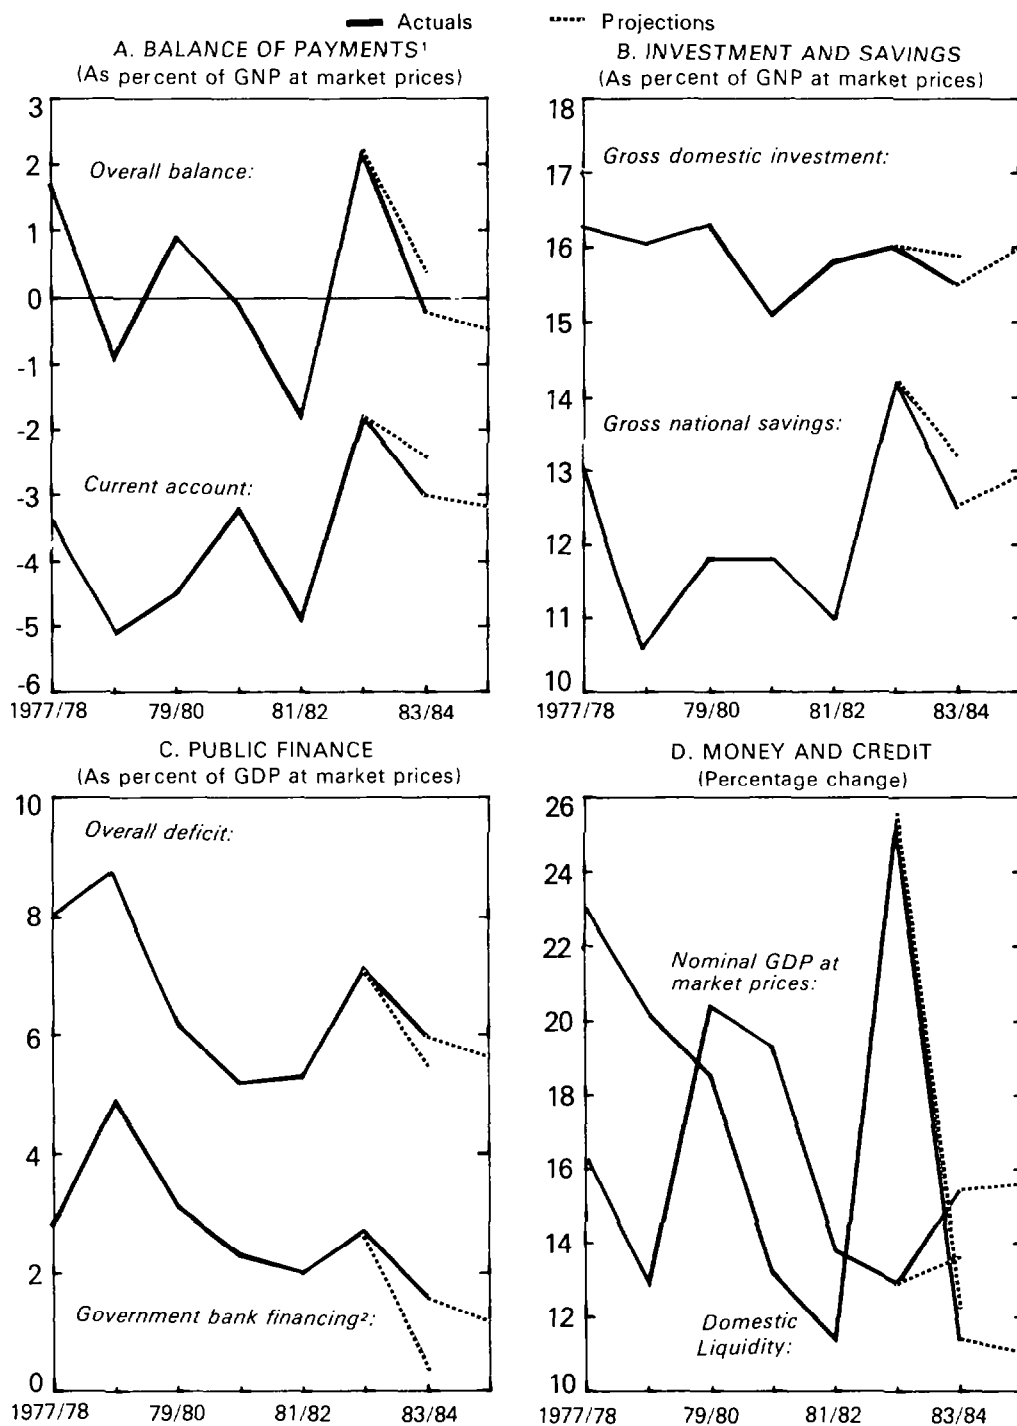 Actuals
Projections
A. BALANCE OF PAYMENTS¹
(As percent of GNP at market prices)
3
2
1
0
-1
-2
-3
-4
-5
-6
Overall balance:
Current account:
1977/78 79/80 81/82 83/84
B. INVESTMENT AND SAVINGS
(As percent of GNP at market prices)
18
17
16
15
14
13
12
11
10
Gross domestic investment:
Gross national savings:
1977/78 79/80 81/82 83/84
C. PUBLIC FINANCE
(As percent of GDP at market prices)
10
8
6
4
2
0
Overall deficit:
Government bank financing²:
1977/78 79/80 81/82 83/84
D. MONEY AND CREDIT
(Percentage change)
26
24
22
20
18
16
14
12
10
Nominal GDP at
market prices:
Domestic
Liquidity:
1977/78 79/80 81/82 83/84